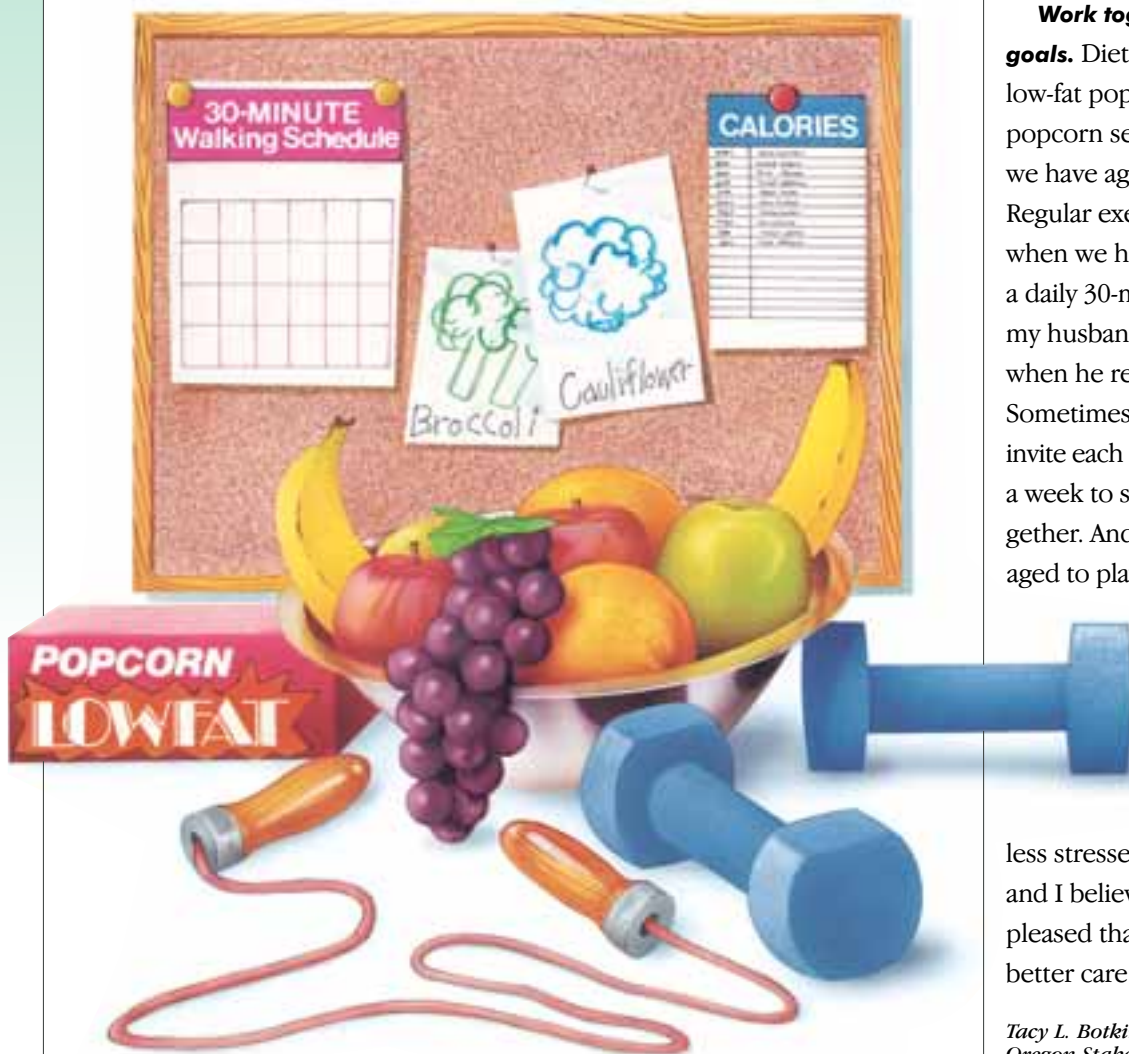 30-MINUTE
Walking Schedule
CALORIES
Broccoli
Cauliflower
POPCORN
LOWFAT
Work tog
goals. Diet
low-fat pop
popcorn se
we have ag
Regular exe
when we h
a daily 30-m
my husban
when he re
Sometimes
invite each
a week to s
gether. And
aged to pla
less stresse
and I believ
pleased tha
better care
Tacy L. Botki
Oregon Stake